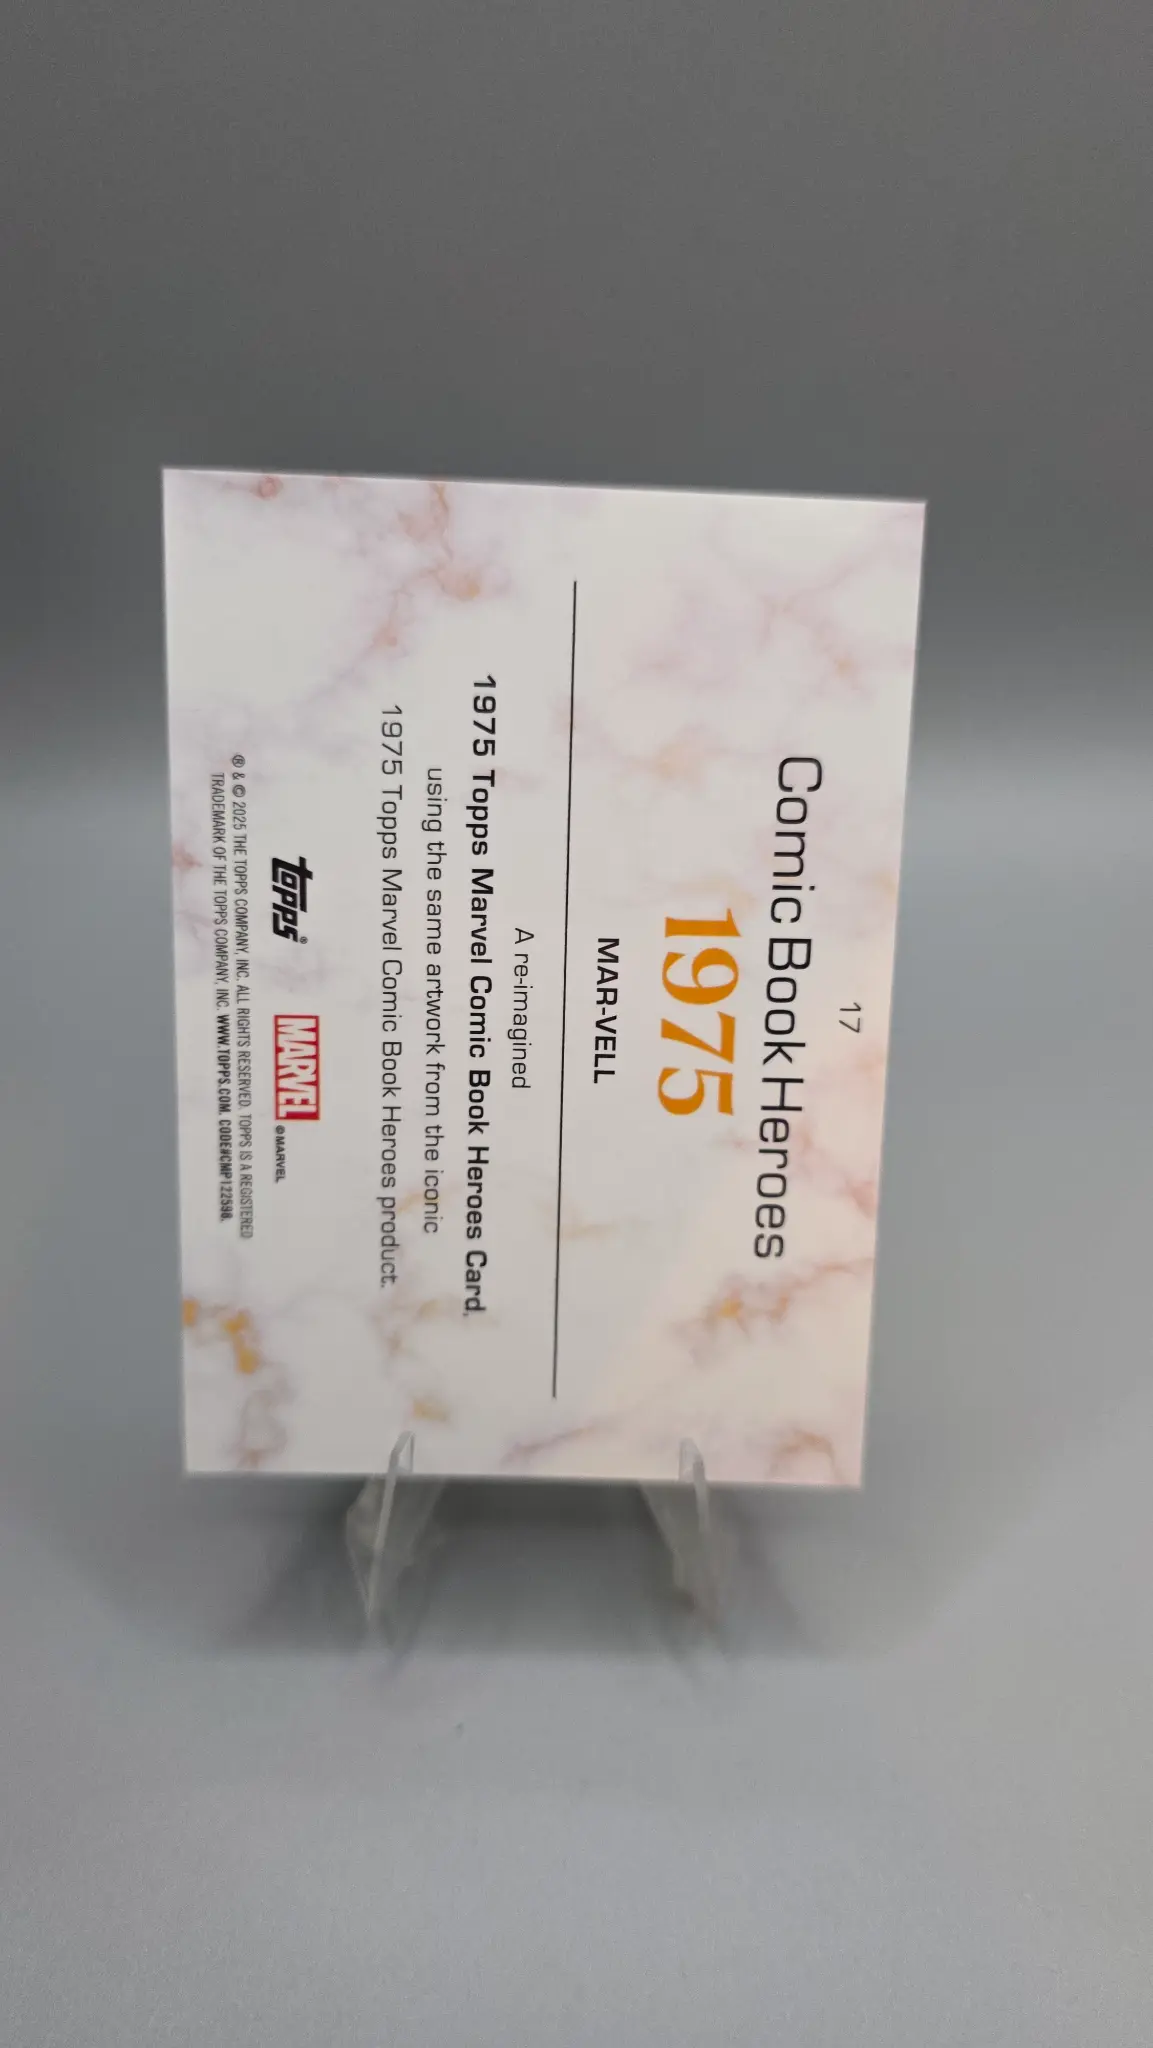 17
Comic Book Heroes
1975
MAR-VELL
A re-imagined
1975 Topps Marvel Comic Book Heroes Card,
using the same artwork from the iconic
1975 Topps Marvel Comic Book Heroes product.
topps® MARVEL © MARVEL
® & © 2025 THE TOPPS COMPANY, INC. ALL RIGHTS RESERVED. TOPPS IS A REGISTERED
TRADEMARK OF THE TOPPS COMPANY, INC. WWW.TOPPS.COM. CODE#CMP122598.